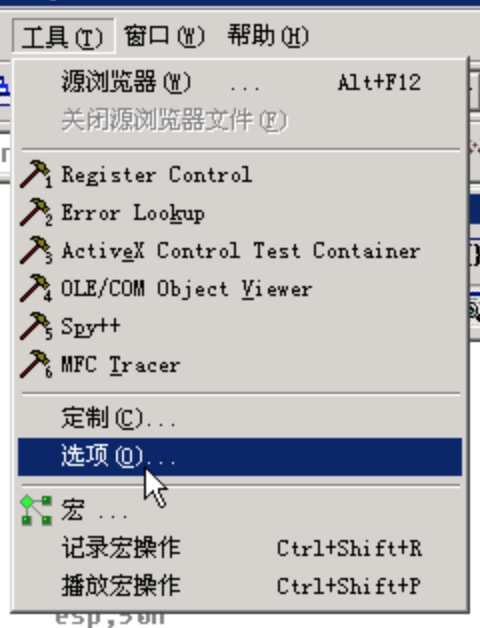 工具(T) 窗口(W) 帮助(H)
源浏览器(W) ... Alt+F12
关闭源浏览器文件(F)
1 Register Control
2 Error Lookup
3 ActiveX Control Test Container
4 OLE/COM Object Viewer
5 Spy++
6 MFC Tracer
定制(C)...
选项(O)...
宏 ...
记录宏操作 Ctrl+Shift+R
播放宏操作 Ctrl+Shift+P